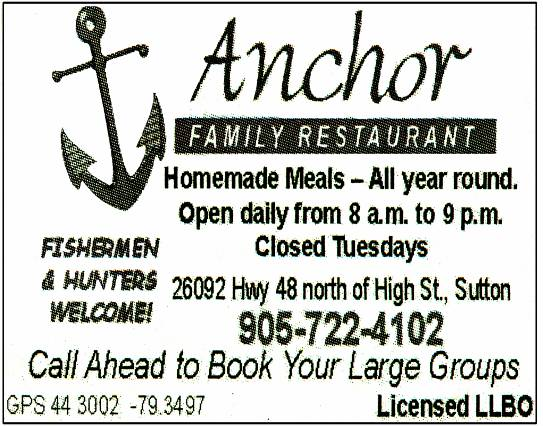 Anchor
FAMILY RESTAURANT
Homemade Meals – All year round.
Open daily from 8 a.m. to 9 p.m.
Closed Tuesdays
FISHERMEN
& HUNTERS
WELCOME!
26092 Hwy 48 north of High St., Sutton
905-722-4102
Call Ahead to Book Your Large Groups
GPS 44 3002 -79.3497
Licensed LLBO